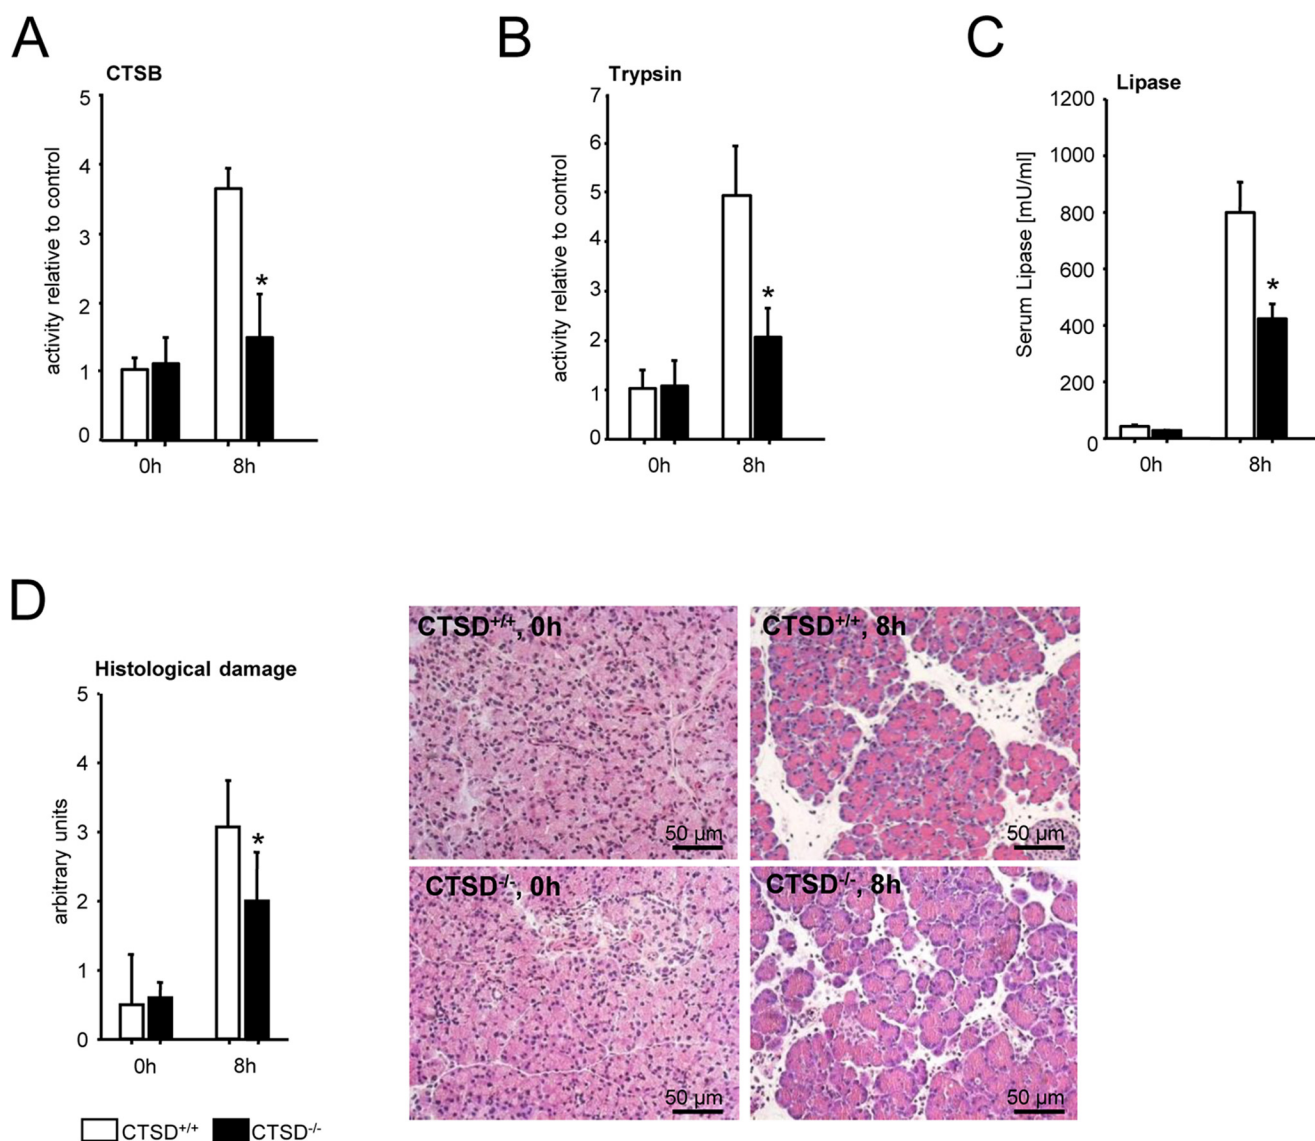 A
B
C
CTSB
Trypsin
Lipase
activity relative to control
5
4
3
2
1
0
*
0h
8h
activity relative to control
7
6
5
4
3
2
1
0
*
0h
8h
Serum Lipase [mU/ml]
1200
1000
800
600
400
200
0
*
0h
8h
D
Histological damage
arbitrary units
5
4
3
2
1
0
*
0h
8h
CTSD+/+
CTSD-/-
CTSD+/+, 0h
50 µm
CTSD+/+, 8h
50 µm
CTSD-/-, 0h
50 µm
CTSD-/-, 8h
50 µm